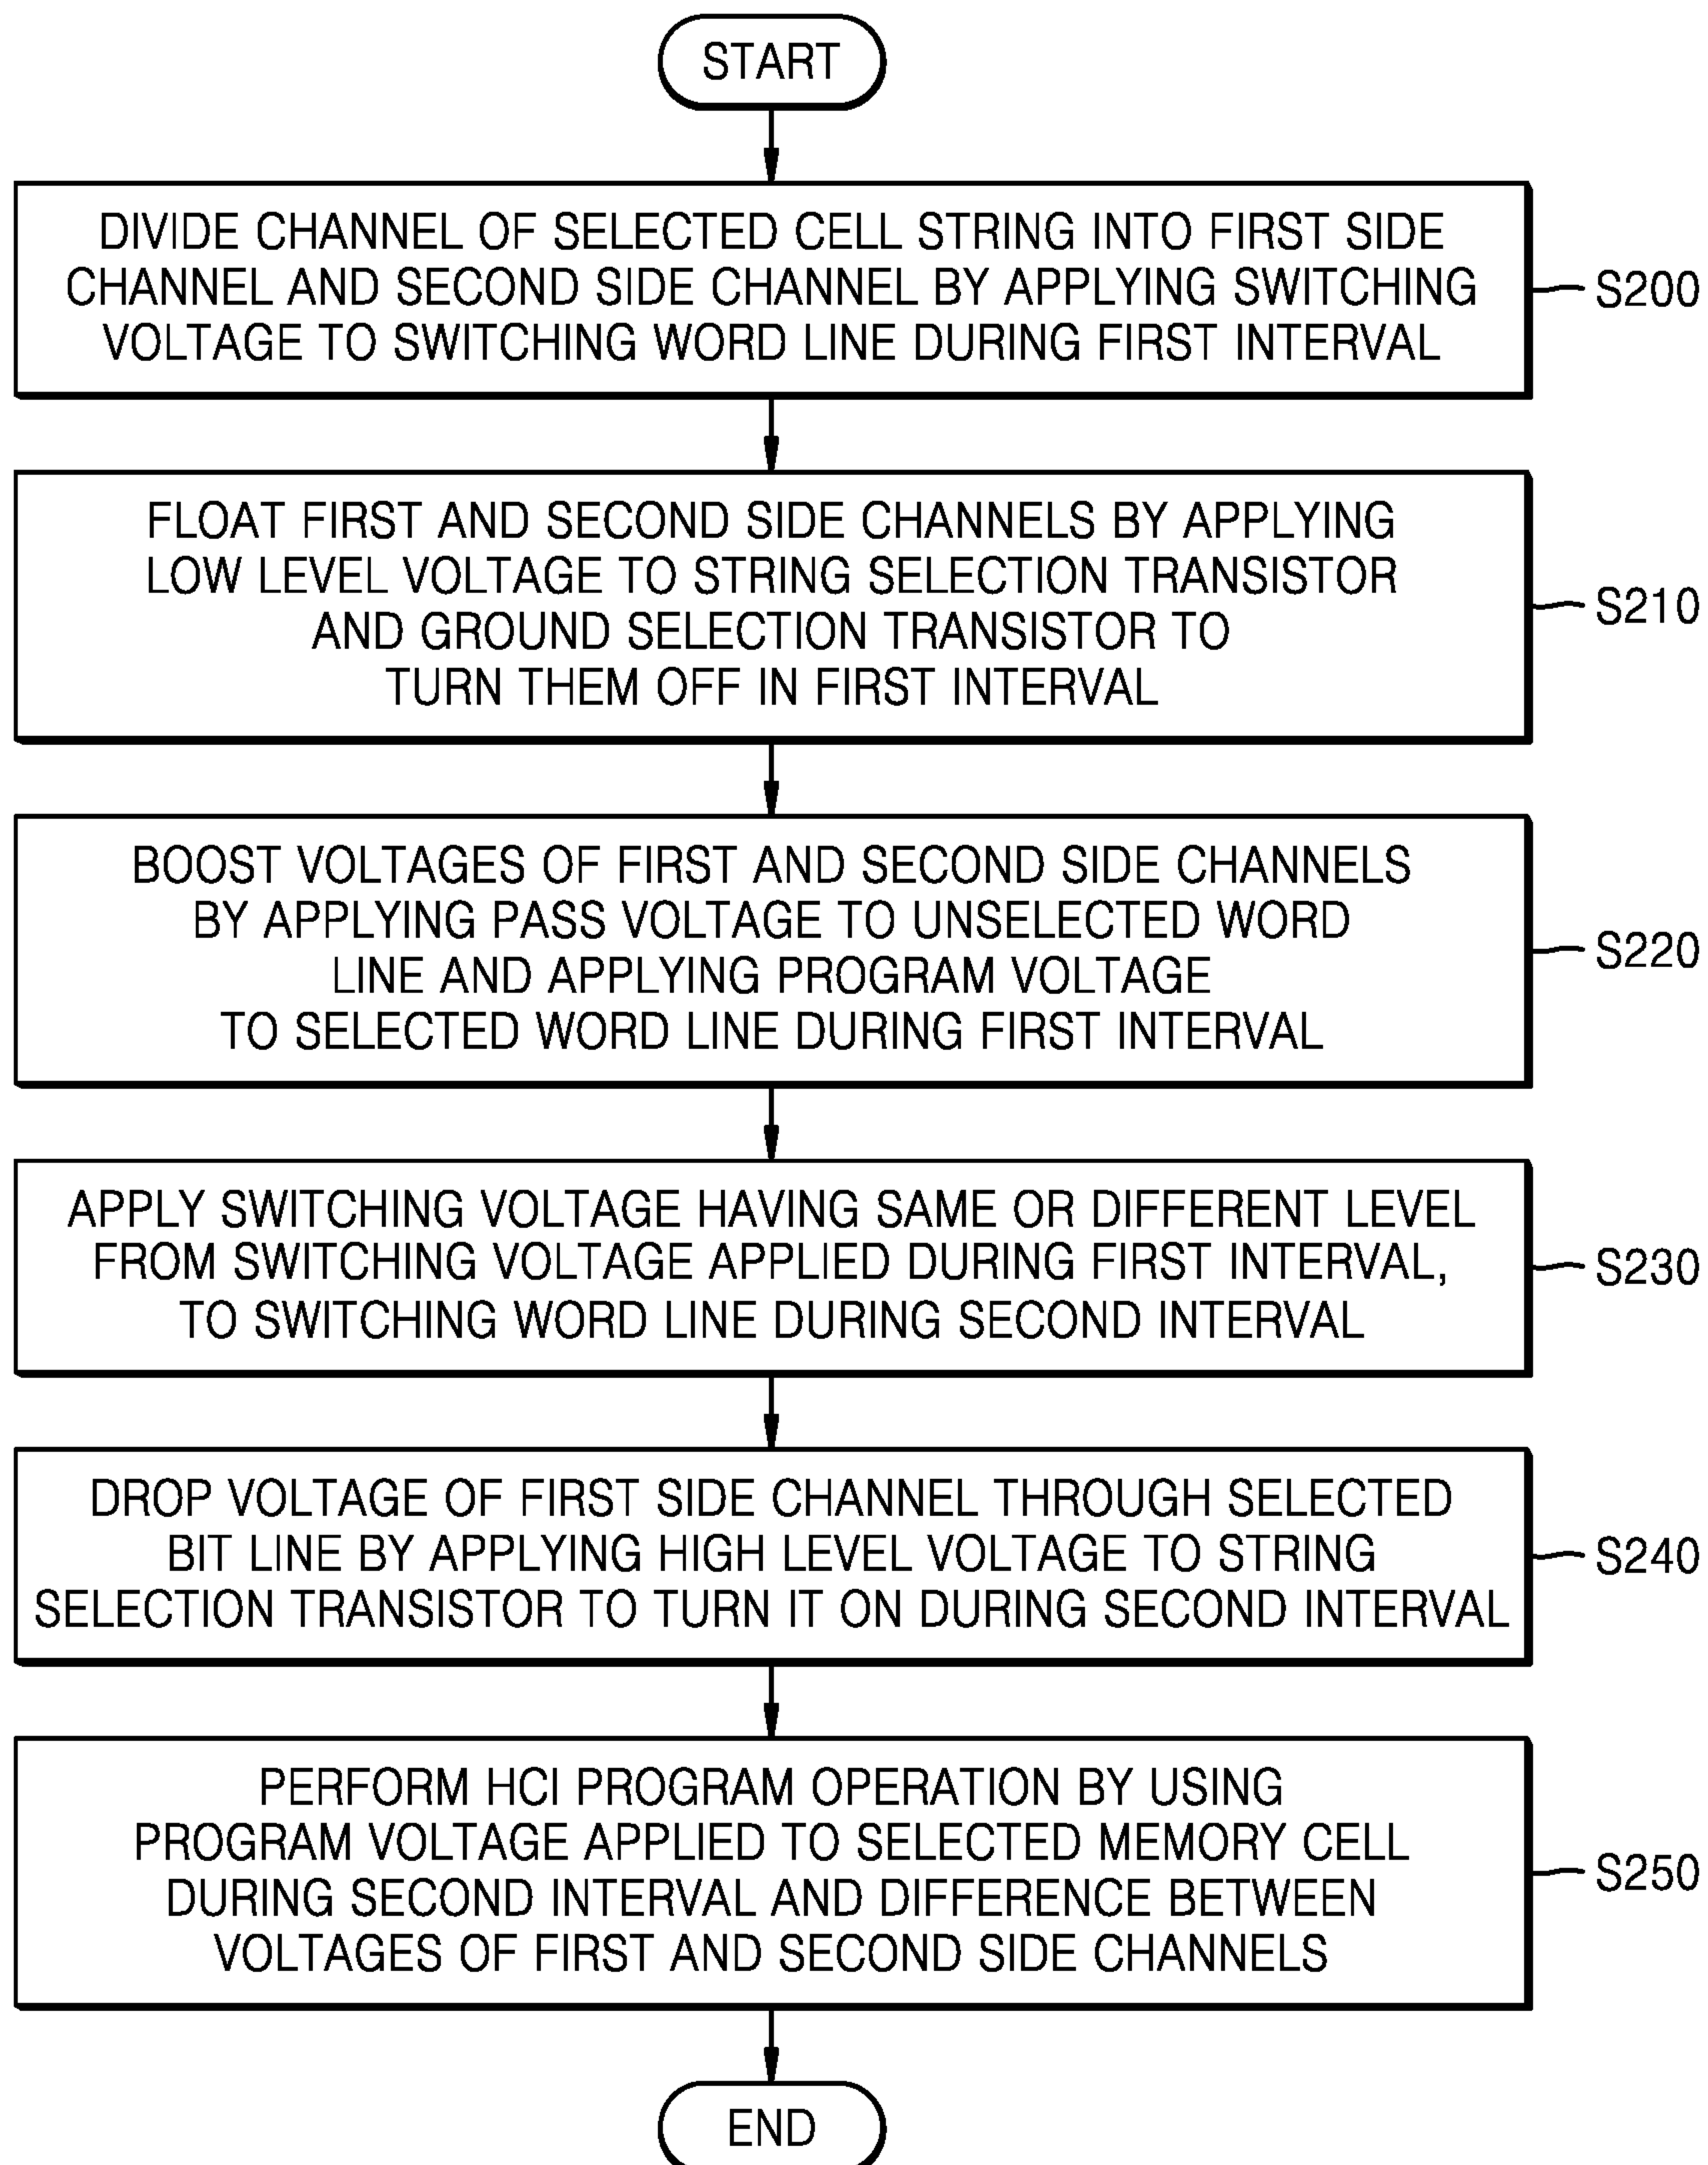 START
DIVIDE CHANNEL OF SELECTED CELL STRING INTO FIRST SIDE
CHANNEL AND SECOND SIDE CHANNEL BY APPLYING SWITCHING
VOLTAGE TO SWITCHING WORD LINE DURING FIRST INTERVAL
S200
FLOAT FIRST AND SECOND SIDE CHANNELS BY APPLYING
LOW LEVEL VOLTAGE TO STRING SELECTION TRANSISTOR
AND GROUND SELECTION TRANSISTOR TO
TURN THEM OFF IN FIRST INTERVAL
S210
BOOST VOLTAGES OF FIRST AND SECOND SIDE CHANNELS
BY APPLYING PASS VOLTAGE TO UNSELECTED WORD
LINE AND APPLYING PROGRAM VOLTAGE
TO SELECTED WORD LINE DURING FIRST INTERVAL
S220
APPLY SWITCHING VOLTAGE HAVING SAME OR DIFFERENT LEVEL
FROM SWITCHING VOLTAGE APPLIED DURING FIRST INTERVAL,
TO SWITCHING WORD LINE DURING SECOND INTERVAL
S230
DROP VOLTAGE OF FIRST SIDE CHANNEL THROUGH SELECTED
BIT LINE BY APPLYING HIGH LEVEL VOLTAGE TO STRING
SELECTION TRANSISTOR TO TURN IT ON DURING SECOND INTERVAL
S240
PERFORM HCI PROGRAM OPERATION BY USING
PROGRAM VOLTAGE APPLIED TO SELECTED MEMORY CELL
DURING SECOND INTERVAL AND DIFFERENCE BETWEEN
VOLTAGES OF FIRST AND SECOND SIDE CHANNELS
S250
END